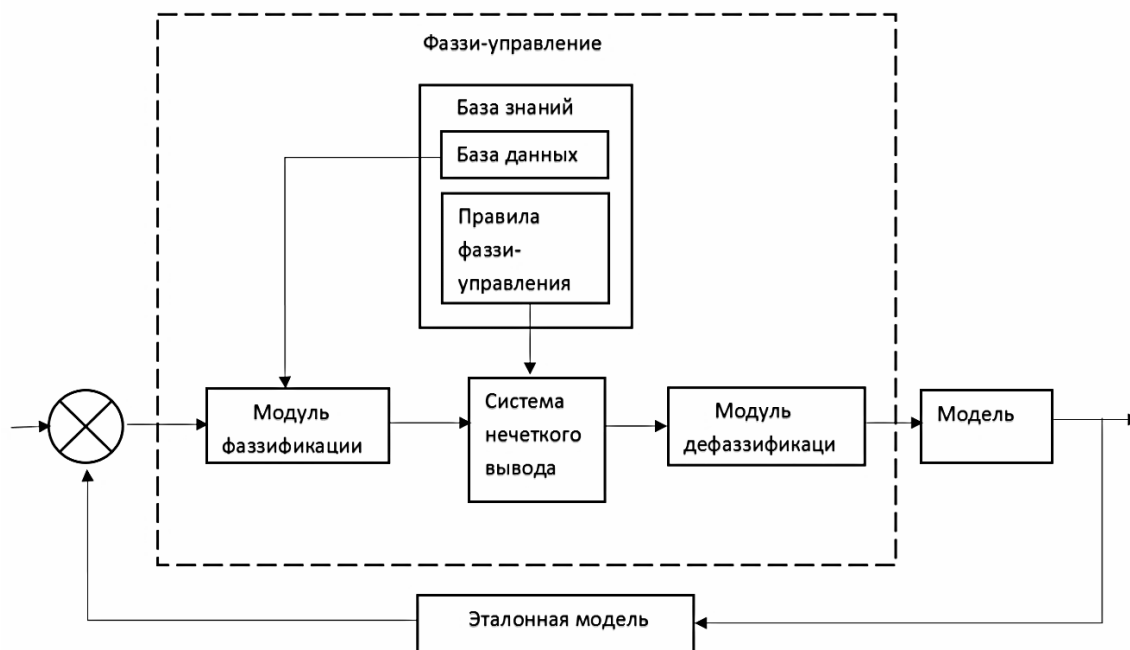 Фаззи-управление
База знаний
База данных
Правила
фаззи-
управления
Модуль
фаззификации
Система
нечеткого
вывода
Модуль
дефаззификаци
Модель
Эталонная модель